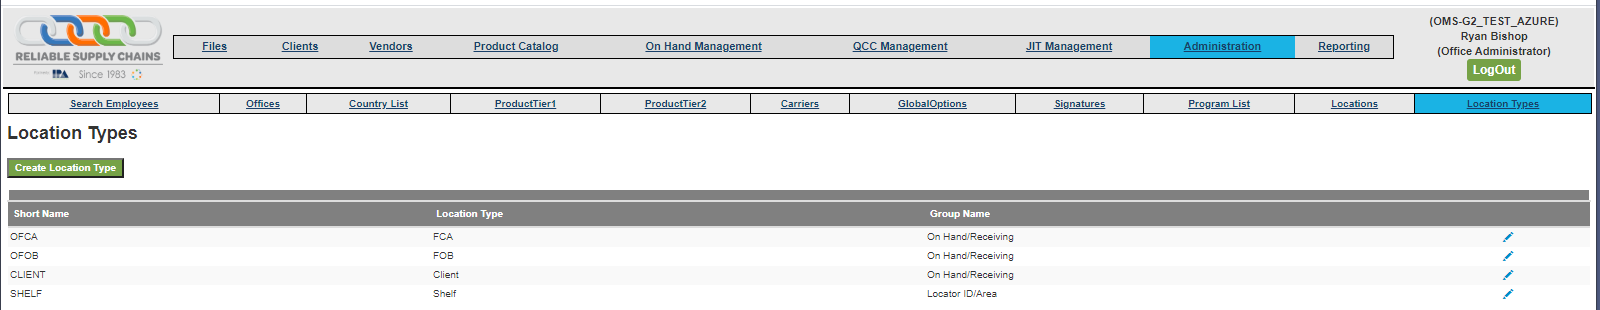 (OMS-G2_TEST_AZURE)
Ryan Bishop
(Office Administrator)
LogOut
RELIABLE SUPPLY CHAINS
IPA Since 1983
Files Clients Vendors Product Catalog On Hand Management QCC Management JIT Management Administration Reporting
Search Employees Offices Country List ProductTier1 ProductTier2 Carriers GlobalOptions Signatures Program List Locations Location Types
Location Types
Create Location Type
Short Name Location Type Group Name
OFCA FCA On Hand/Receiving
OFOB FOB On Hand/Receiving
CLIENT Client On Hand/Receiving
SHELF Shelf Locator ID/Area